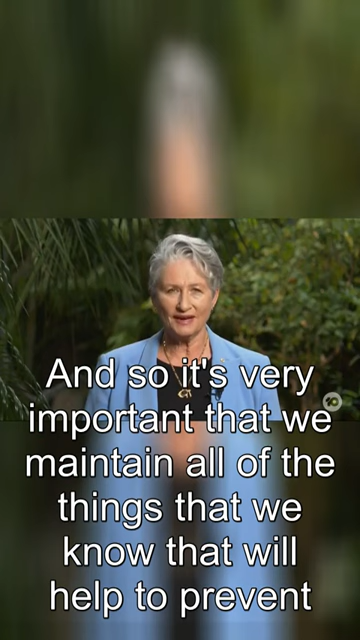 And so it's very
important that we
maintain all of the
things that we
know that will
help to prevent